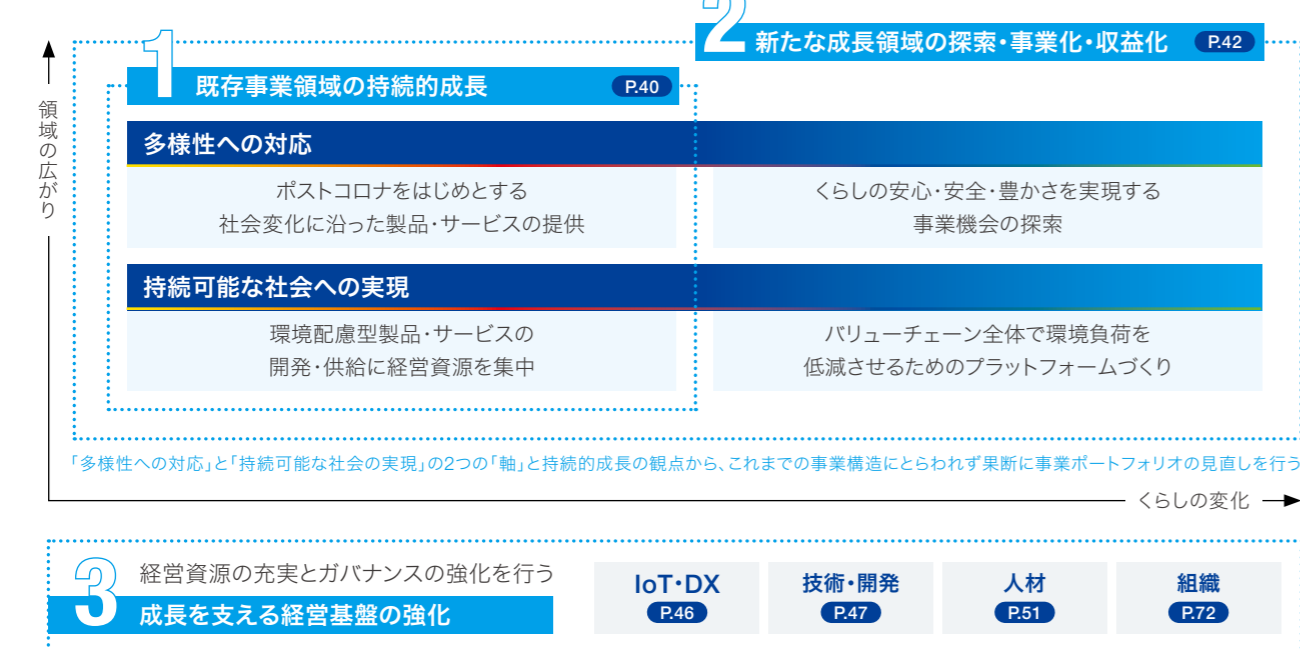 2 新たな成長領域の探索・事業化・収益化 P.42
1 既存事業領域の持続的成長 P.40
領域の広がり
多様性への対応
ポストコロナをはじめとする
社会変化に沿った製品・サービスの提供
くらしの安心・安全・豊かさを実現する
事業機会の探索
持続可能な社会への実現
環境配慮型製品・サービスの
開発・供給に経営資源を集中
バリューチェーン全体で環境負荷を
低減させるためのプラットフォームづくり
「多様性への対応」と「持続可能な社会の実現」の2つの「軸」と持続的成長の観点から、これまでの事業構造にとらわれず果断に事業ポートフォリオの見直しを行う
くらしの変化
3 経営資源の充実とガバナンスの強化を行う
成長を支える経営基盤の強化
IoT・DX
P.46
技術・開発
P.47
人材
P.51
組織
P.72